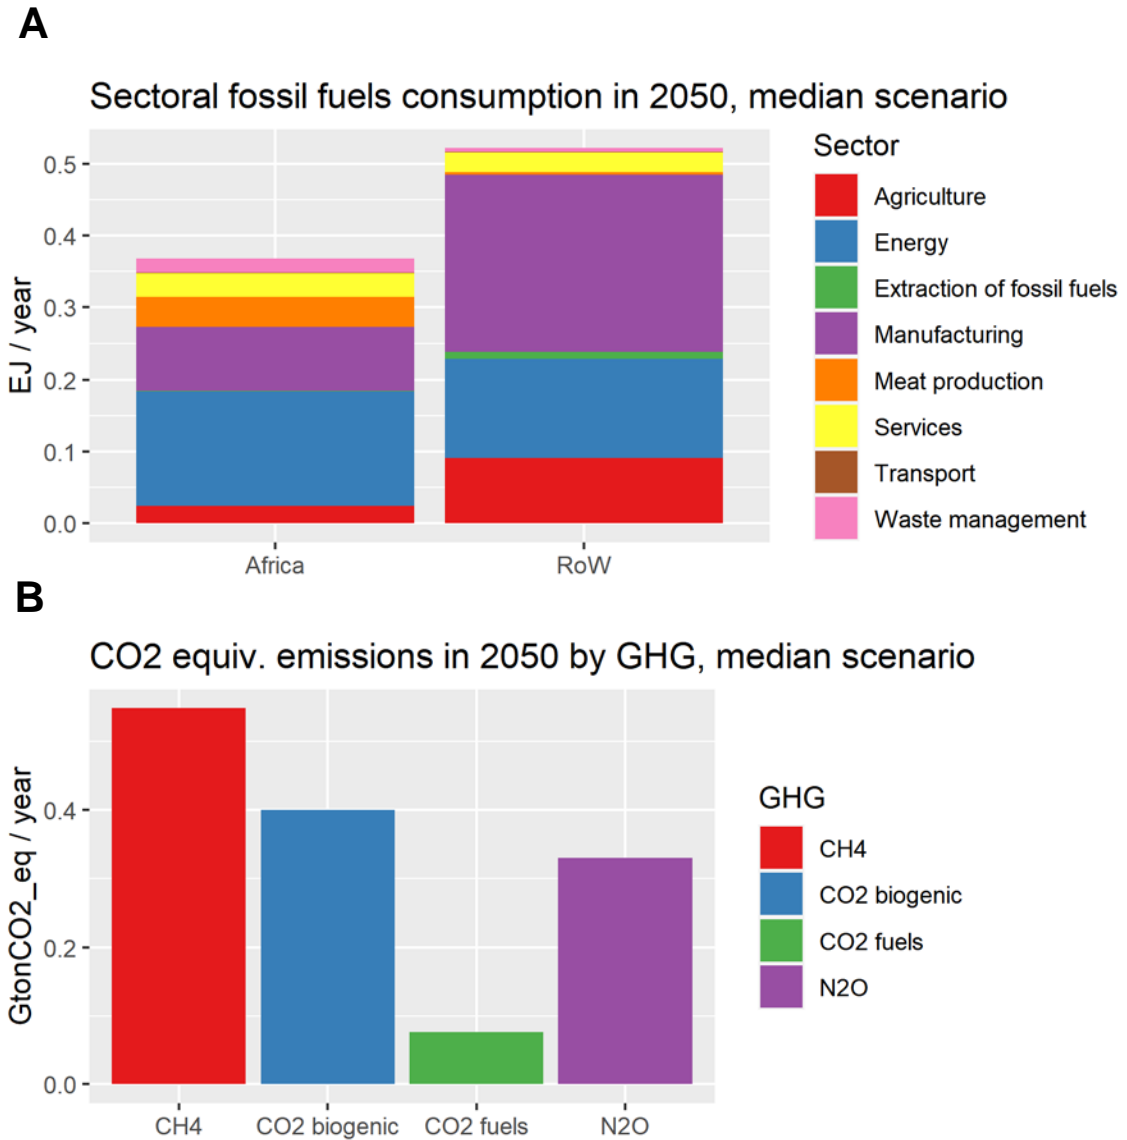 A
Sectoral fossil fuels consumption in 2050, median scenario
EJ / year
0.5
0.4
0.3
0.2
0.1
0.0
Africa
RoW
Sector
Agriculture
Energy
Extraction of fossil fuels
Manufacturing
Meat production
Services
Transport
Waste management
B
CO2 equiv. emissions in 2050 by GHG, median scenario
GtonCO2_eq / year
0.4
0.2
0.0
CH4
CO2 biogenic
CO2 fuels
N2O
GHG
CH4
CO2 biogenic
CO2 fuels
N2O